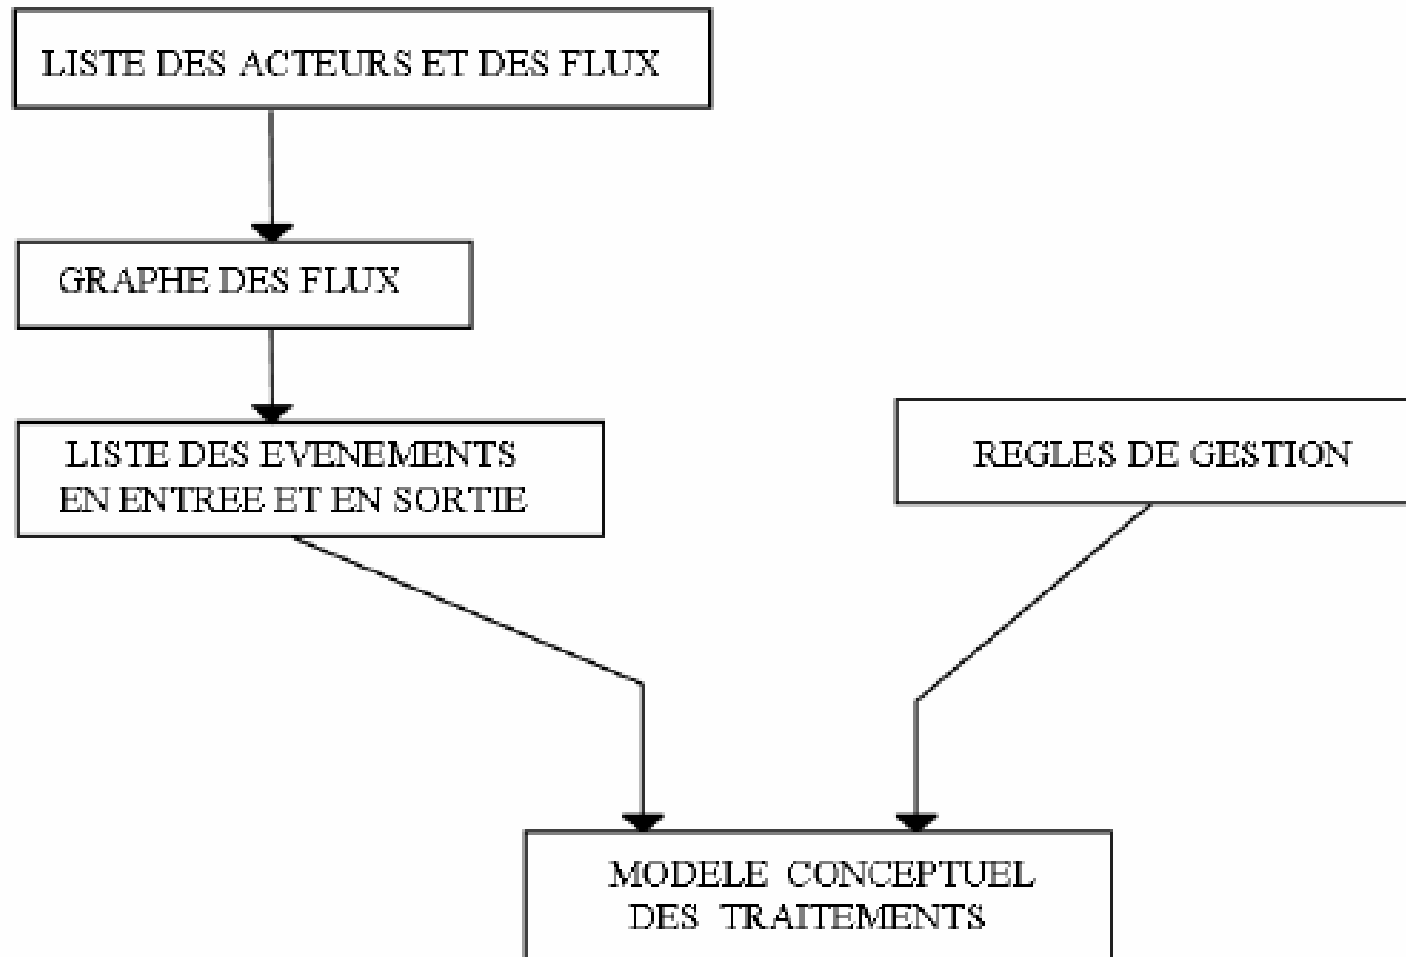 LISTE DES ACTEURS ET DES FLUX
GRAPHE DES FLUX
LISTE DES EVENEMENTS
EN ENTREE ET EN SORTIE
REGLES DE GESTION
MODELE CONCEPTUEL
DES TRAITEMENTS